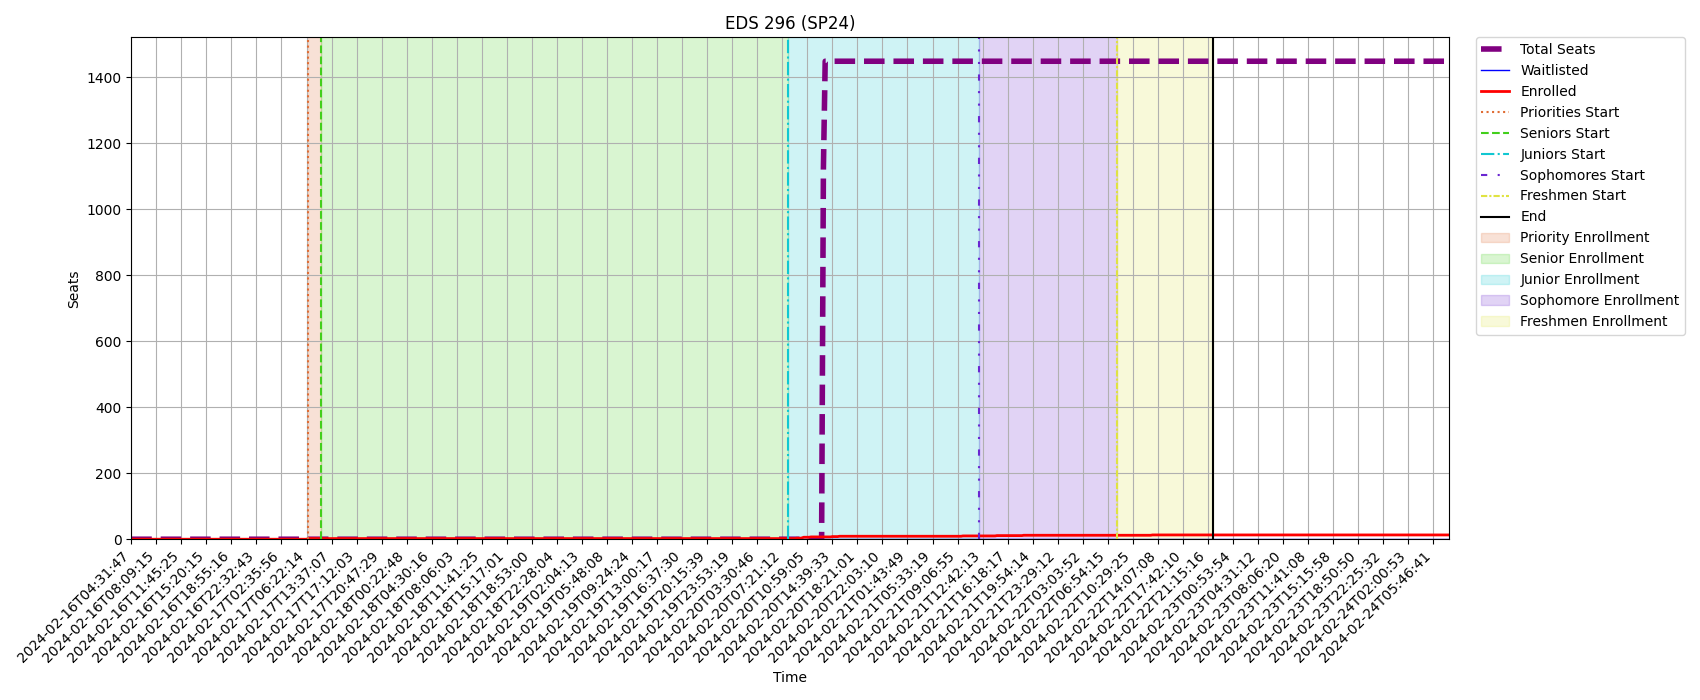 EDS 296 (SP24)
1400
1200
1000
800
600
400
200
0
Seats
2024-02-16T04:31:47
2024-02-16T08:09:15
2024-02-16T11:45:25
2024-02-16T15:20:15
2024-02-16T18:55:16
2024-02-16T22:32:43
2024-02-17T02:35:56
2024-02-17T06:22:14
2024-02-17T13:37:07
2024-02-17T17:12:03
2024-02-17T20:47:29
2024-02-18T00:22:48
2024-02-18T04:30:16
2024-02-18T08:06:03
2024-02-18T11:41:25
2024-02-18T15:17:01
2024-02-18T18:53:00
2024-02-18T22:28:04
2024-02-19T02:04:13
2024-02-19T05:48:08
2024-02-19T09:24:24
2024-02-19T13:00:17
2024-02-19T16:37:30
2024-02-19T20:15:39
2024-02-19T23:53:19
2024-02-20T03:30:46
2024-02-20T07:21:12
2024-02-20T10:59:05
2024-02-20T14:39:33
2024-02-20T18:21:01
2024-02-20T22:03:10
2024-02-21T01:43:49
2024-02-21T05:33:19
2024-02-21T09:06:55
2024-02-21T12:42:13
2024-02-21T16:18:17
2024-02-21T19:54:14
2024-02-21T23:29:12
2024-02-22T03:03:52
2024-02-22T06:54:15
2024-02-22T10:29:25
2024-02-22T14:07:08
2024-02-22T17:42:10
2024-02-22T21:15:16
2024-02-23T00:53:54
2024-02-23T04:31:12
2024-02-23T08:06:20
2024-02-23T11:41:08
2024-02-23T15:15:58
2024-02-23T18:50:50
2024-02-23T22:25:32
2024-02-24T02:00:53
2024-02-24T05:46:41
Time
Total Seats
Waitlisted
Enrolled
Priorities Start
Seniors Start
Juniors Start
Sophomores Start
Freshmen Start
End
Priority Enrollment
Senior Enrollment
Junior Enrollment
Sophomore Enrollment
Freshmen Enrollment